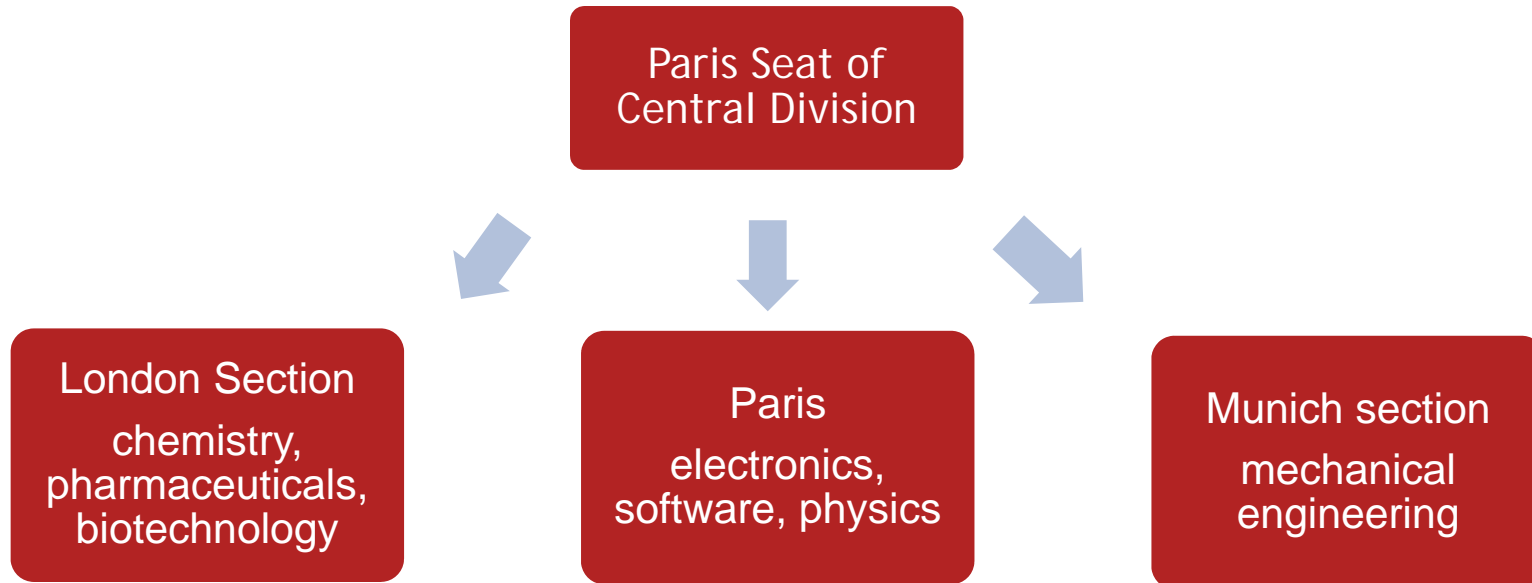 Paris Seat of
Central Division
London Section
chemistry,
pharmaceuticals,
biotechnology
Paris
electronics,
software, physics
Munich section
mechanical
engineering